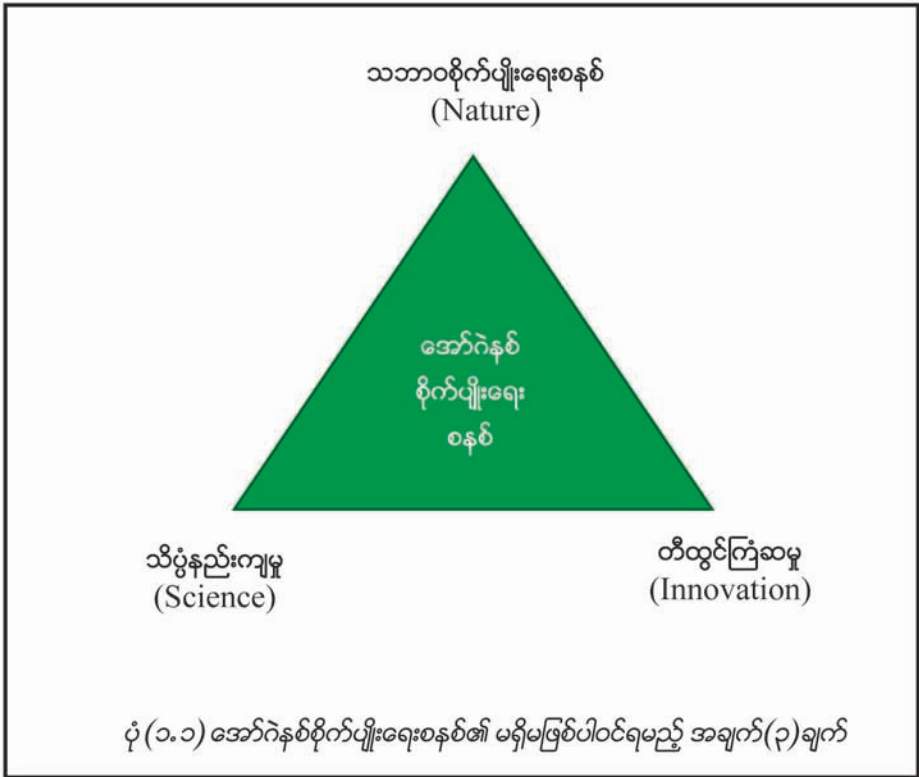 သဘာဝစိုက်ပျိုးရေးစနစ်
(Nature)
အော်ဂဲနစ်
စိုက်ပျိုးရေး
စနစ်
သိပ္ပံနည်းကျမှု
(Science)
တီထွင်ကြံဆမှု
(Innovation)
ပုံ (၁.၁) အော်ဂဲနစ်စိုက်ပျိုးရေးစနစ်၏ မရှိမဖြစ်ပါဝင်ရမည့် အချက်(၃)ချက်